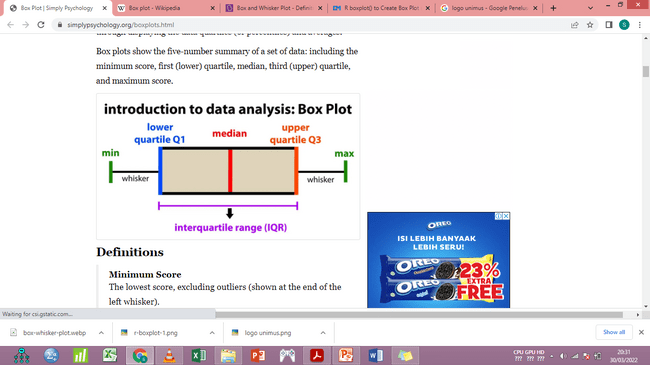 Box Plot | Simply Psychology
Box plot - Wikipedia
Box and Whisker Plot - Definit
R boxplot() to Create Box Plot
logo unimus - Google Penelus
simplypsychology.org/boxplots.html
Box plots show the five-number summary of a set of data: including the
minimum score, first (lower) quartile, median, third (upper) quartile,
and maximum score.
introduction to data analysis: Box Plot
lower
quartile Q1
median
upper
quartile Q3
min
max
whisker
whisker
interquartile range (IQR)
Definitions
Minimum Score
The lowest score, excluding outliers (shown at the end of the
left whisker).
OREO
ISI LEBIH BANYAAK
LEBIH SERU!
OREO
OREO
23%
EXTRA
FREE
Waiting for csi.gstatic.com...
box-whisker-plot.webp
r-boxplot-1.png
logo unimus.png
Show all
CPU GPU HD
??? ??? ???
20:31
30/03/2022